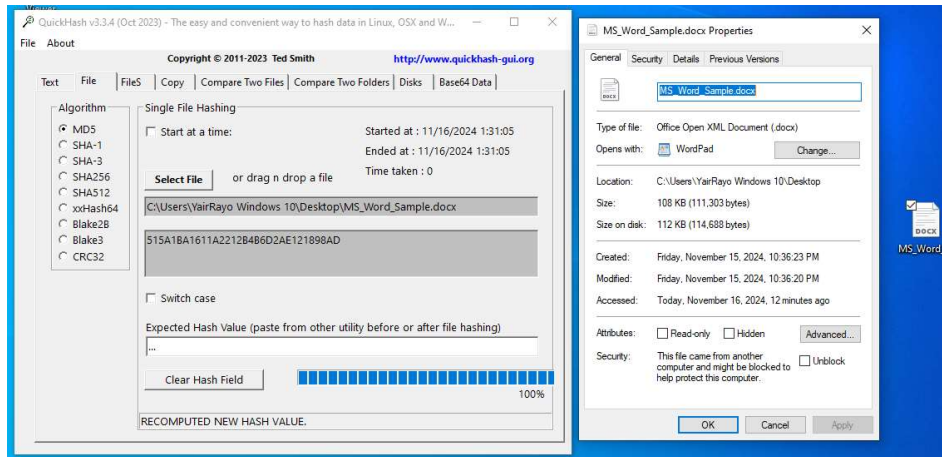 QuickHash v3.3.4 (Oct 2023) - The easy and convenient way to hash data in Linux, OSX and W...
File About
Copyright © 2011-2023 Ted Smith http://www.quickhash-gui.org
Text File FileS Copy Compare Two Files Compare Two Folders Disks Base64 Data
Algorithm
MD5
SHA-1
SHA-3
SHA256
SHA512
xxHash64
Blake2B
Blake3
CRC32
Single File Hashing
Start at a time:
Started at : 11/16/2024 1:31:05
Ended at : 11/16/2024 1:31:05
Select File or drag n drop a file Time taken : 0
C:\Users\YairRayo Windows 10\Desktop\MS_Word_Sample.docx
515A1BA1611A2212B4B6D2AE121898AD
Switch case
Expected Hash Value (paste from other utility before or after file hashing)
...
Clear Hash Field
100%
RECOMPUTED NEW HASH VALUE.
MS_Word_Sample.docx Properties
General Security Details Previous Versions
DOCX
MS_Word_Sample.docx
Type of file: Office Open XML Document (.docx)
Opens with: WordPad Change...
Location: C:\Users\YairRayo Windows 10\Desktop
Size: 108 KB (111,303 bytes)
Size on disk: 112 KB (114,688 bytes)
Created: Friday, November 15, 2024, 10:36:23 PM
Modified: Friday, November 15, 2024, 10:36:20 PM
Accessed: Today, November 16, 2024, 12 minutes ago
Attributes: Read-only Hidden Advanced...
Security: This file came from another
computer and might be blocked to
help protect this computer.
Unblock
OK Cancel Apply
DOCX
MS_Word